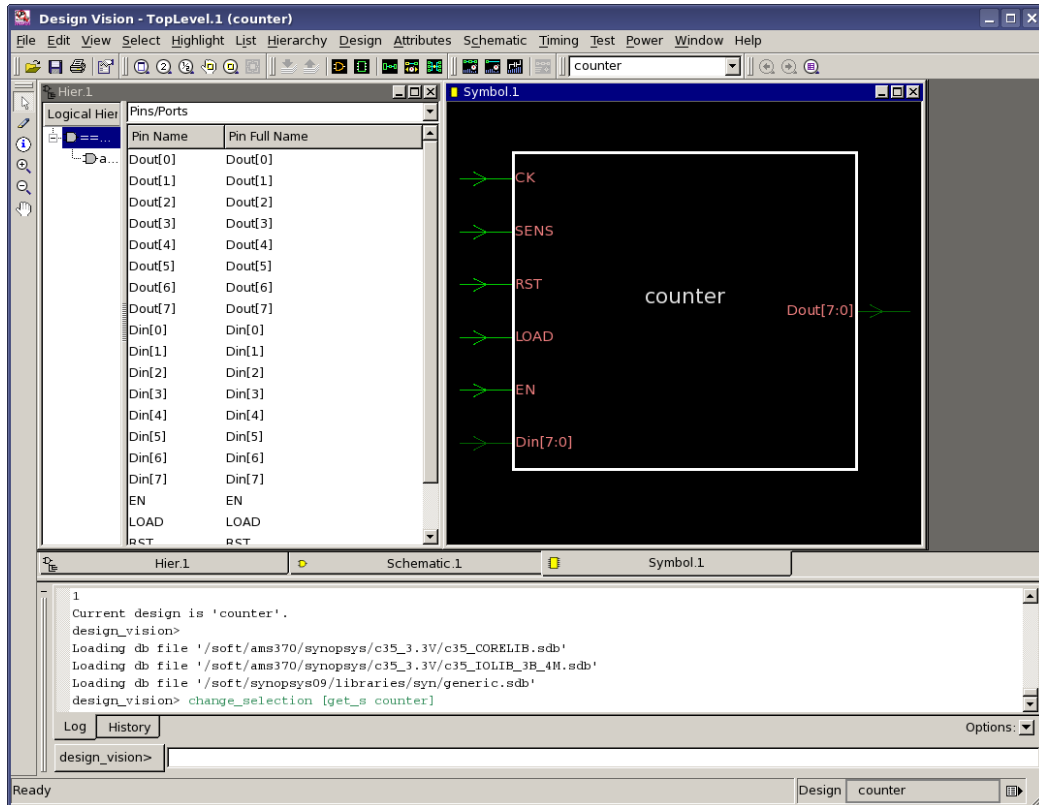 Design Vision - TopLevel.1 (counter)
File Edit View Select Highlight List Hierarchy Design Attributes Schematic Timing Test Power Window Help
counter
Hier.1
Symbol.1
Logical Hier
Pins/Ports
==...
a...
Pin Name Pin Full Name
Dout[0] Dout[0]
Dout[1] Dout[1]
Dout[2] Dout[2]
Dout[3] Dout[3]
Dout[4] Dout[4]
Dout[5] Dout[5]
Dout[6] Dout[6]
Dout[7] Dout[7]
Din[0] Din[0]
Din[1] Din[1]
Din[2] Din[2]
Din[3] Din[3]
Din[4] Din[4]
Din[5] Din[5]
Din[6] Din[6]
Din[7] Din[7]
EN EN
LOAD LOAD
RST RST
CK
SENS
RST
LOAD
EN
Din[7:0]
counter
Dout[7:0]
Hier.1 Schematic.1 Symbol.1
1
Current design is 'counter'.
design_vision>
Loading db file '/soft/ams370/synopsys/c35_3.3V/c35_CORELIB.sdb'
Loading db file '/soft/ams370/synopsys/c35_3.3V/c35_IOLIB_3B_4M.sdb'
Loading db file '/soft/synopsys09/libraries/syn/generic.sdb'
design_vision> change_selection [get_s counter]
Log History Options:
design_vision>
Ready Design counter